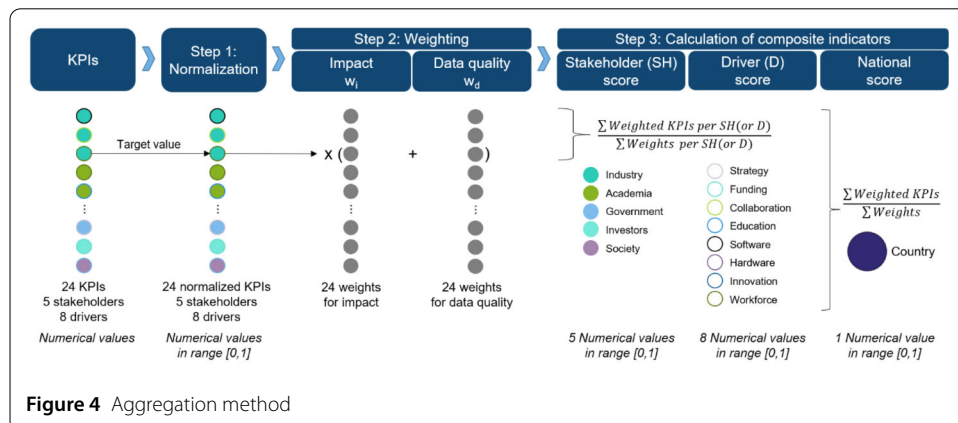 KPIs
Step 1:
Normalization
Step 2: Weighting
Impact
w_i
Data quality
w_d
Step 3: Calculation of composite indicators
Stakeholder (SH)
score
Driver (D)
score
National
score
Target value
x (
+
)
∑ Weighted KPIs per SH(or D)
∑ Weights per SH(or D)
Industry
Academia
Government
Investors
Society
Strategy
Funding
Collaboration
Education
Software
Hardware
Innovation
Workforce
∑ Weighted KPIs
∑ Weights
Country
⋮
⋮
⋮
⋮
24 KPIs
5 stakeholders
8 drivers
Numerical values
24 normalized KPIs
5 stakeholders
8 drivers
Numerical values
in range [0,1]
24 weights
for impact
24 weights
for data quality
5 Numerical values
in range [0,1]
8 Numerical values
in range [0,1]
1 Numerical value
in range [0,1]
Figure 4 Aggregation method